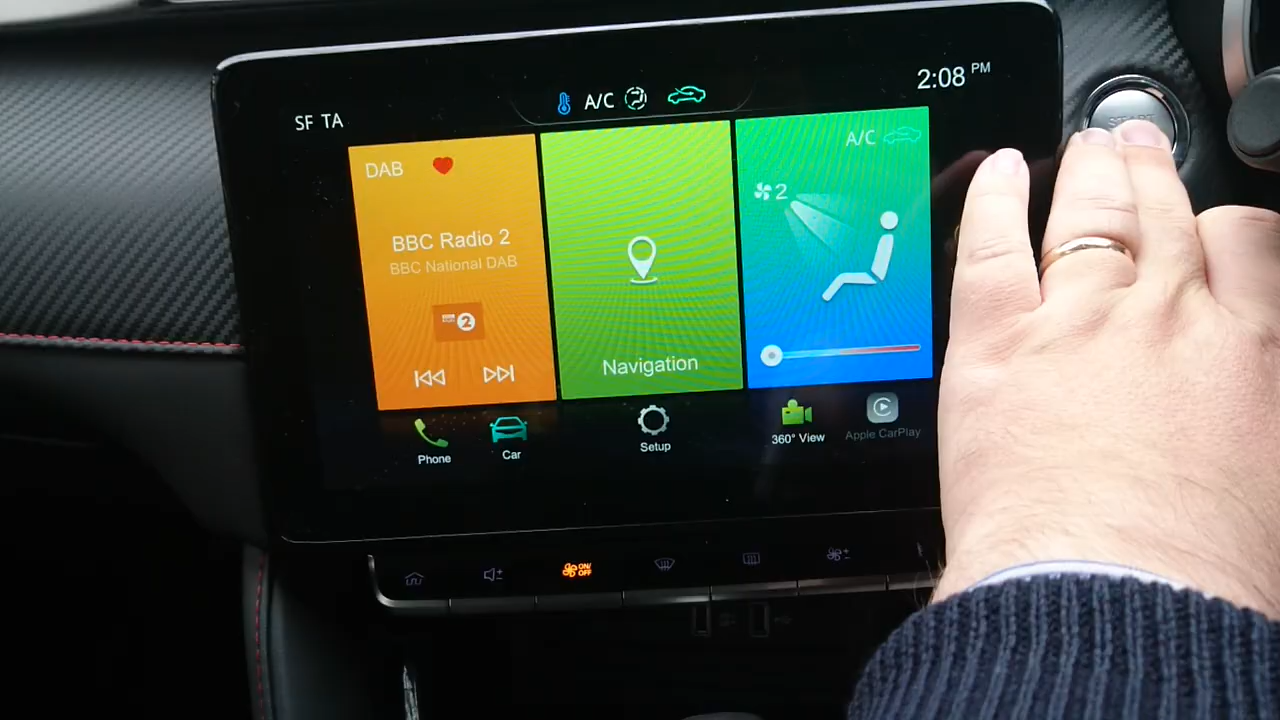 SF TA
A/C
2:08 PM
DAB
BBC Radio 2
BBC National DAB
2
Navigation
A/C
2
Phone
Car
Setup
360° View
Apple CarPlay
ON/
OFF